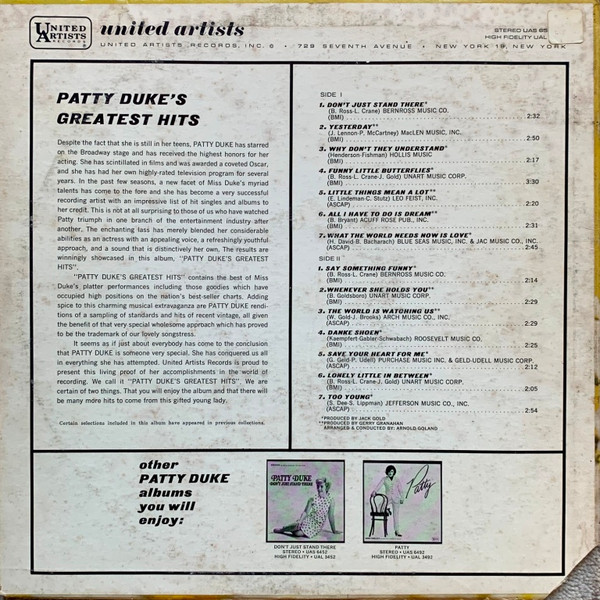 UNITED
ARTISTS
RECORDS
united artists
UNITED ARTISTS RECORDS, INC. • 729 SEVENTH AVENUE • NEW YORK 19, NEW YORK
STEREO UAS 65
HIGH FIDELITY UAL
PATTY DUKE'S
GREATEST HITS
Despite the fact that she is still in her teens, PATTY DUKE has starred
on the Broadway stage and has received the highest honors for her
acting. She has scintillated in films and was awarded a coveted Oscar,
and she has had her own highly-rated television program for several
years. In the past few seasons, a new facet of Miss Duke's myriad
talents has come to the fore and she has become a very successful
recording artist with an impressive list of hit singles and albums to
her credit. This is not at all surprising to those of us who have watched
Patty triumph in one branch of the entertainment industry after
another. The enchanting lass has merely blended her considerable
abilities as an actress with an appealing voice, a refreshingly youthful
approach, and a sound that is distinctively her own. The results are
winningly showcased in this album, "PATTY DUKE'S GREATEST
HITS".
"PATTY DUKE'S GREATEST HITS" contains the best of Miss
Duke's platter performances including those goodies which have
occupied high positions on the nation's best-seller charts. Adding
spice to this charming musical extravaganza are PATTY DUKE rendi-
tions of a sampling of standards and hits of recent vintage, all given
the benefit of that very special wholesome approach which has proved
to be the trademark of our lovely songstress.
It seems as if just about everybody has come to the conclusion
that PATTY DUKE is someone very special. She has conquered us all
in everything she has attempted. United Artists Records is proud to
present this living proof of her accomplishments in the world of
recording. We call it "PATTY DUKE'S GREATEST HITS". We are
certain of two things. That you will enjoy the album and that there will
be many more hits to come from this gifted young lady.
Certain selections included in this album have appeared in previous collections.
SIDE I
1. DON'T JUST STAND THERE*
(B. Ross-L. Crane) BERNROSS MUSIC CO.
(BMI) 2:32
2. YESTERDAY**
(J. Lennon-P. McCartney) MacLEN MUSIC, INC.
(BMI) 2:50
3. WHY DON'T THEY UNDERSTAND*
(Henderson-Fishman) HOLLIS MUSIC
(BMI) 2:17
4. FUNNY LITTLE BUTTERFLIES*
(B. Ross-L. Crane-J. Gold) UNART MUSIC CORP.
(BMI) 3:30
5. LITTLE THINGS MEAN A LOT**
(E. Lindeman-C. Stutz) LEO FEIST, INC.
(ASCAP) 2:20
6. ALL I HAVE TO DO IS DREAM**
(B. Bryant) ACUFF ROSE PUB., INC.
(BMI) 2:20
7. WHAT THE WORLD NEEDS NOW IS LOVE*
(H. David-B. Bacharach) BLUE SEAS MUSIC, INC. & JAC MUSIC CO., INC.
(ASCAP) 2:45
SIDE II
1. SAY SOMETHING FUNNY*
(B. Ross-L. Crane) BERNROSS MUSIC CO.
(BMI) 2:14
2. WHENEVER SHE HOLDS YOU**
(B. Goldsboro) UNART MUSIC CORP.
(BMI) 2:29
3. THE WORLD IS WATCHING US**
(W. Gold-J. Brooks) ARCH MUSIC CO., INC.
(ASCAP) 2:29
4. DANKE SHOEN*
(Kaempfert Gabler-Schwabach) ROOSEVELT MUSIC CO.
(BMI) 2:25
5. SAVE YOUR HEART FOR ME*
(G. Geld-P. Udell) PURCHASE MUSIC INC, & GELD-UDELL MUSIC CORP.
(ASCAP) 2:12
6. LONELY LITTLE IN BETWEEN*
(B. Ross-L. Crane-J. Gold) UNART MUSIC CORP.
(BMI) 2:05
7. TOO YOUNG*
(S. Dee-S. Lippman) JEFFERSON MUSIC CO., INC.
(ASCAP) 2:54
*PRODUCED BY JACK GOLD
**PRODUCED BY GERRY GRANAHAN
ARRANGED & CONDUCTED BY: ARNOLD GOLAND
other
PATTY DUKE
albums
you will
enjoy:
PATTY DUKE
DON'T JUST STAND THERE
DON'T JUST STAND THERE
STEREO • UAS 6452
HIGH FIDELITY • UAL 3452
Patty
PATTY
STEREO • UAS 6492
HIGH FIDELITY • UAL 3492